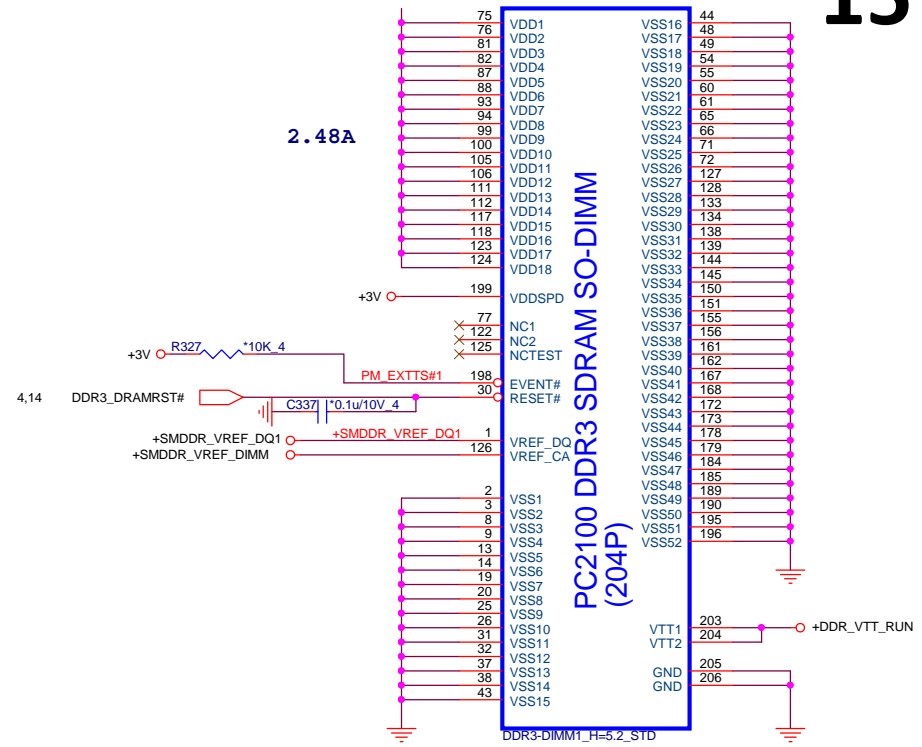 15
75 VDD1
76 VDD2
81 VDD3
82 VDD4
87 VDD5
88 VDD6
93 VDD7
94 VDD8
99 VDD9
100 VDD10
105 VDD11
106 VDD12
111 VDD13
112 VDD14
117 VDD15
118 VDD16
123 VDD17
124 VDD18
2.48A
+3V 199 VDDSPD
77 NC1
122 NC2
125 NCTEST
+3V R327 *10K_4
PM_EXTTS#1 198 EVENT#
4,14 DDR3_DRAMRST# 30 RESET#
C337 *0.1u/10V_4
+SMDDR_VREF_DQ1 +SMDDR_VREF_DQ1 1 VREF_DQ
+SMDDR_VREF_DIMM 126 VREF_CA
2 VSS1
3 VSS2
8 VSS3
9 VSS4
13 VSS5
14 VSS6
19 VSS7
20 VSS8
25 VSS9
26 VSS10
31 VSS11
32 VSS12
37 VSS13
38 VSS14
43 VSS15
PC2100 DDR3 SDRAM SO-DIMM
(204P)
VSS16 44
VSS17 48
VSS18 49
VSS19 54
VSS20 55
VSS21 60
VSS22 61
VSS23 65
VSS24 66
VSS25 71
VSS26 72
VSS27 127
VSS28 128
VSS29 133
VSS30 134
VSS31 138
VSS32 139
VSS33 144
VSS34 145
VSS35 150
VSS36 151
VSS37 155
VSS38 156
VSS39 161
VSS40 162
VSS41 167
VSS42 168
VSS43 172
VSS44 173
VSS45 178
VSS46 179
VSS47 184
VSS48 185
VSS49 189
VSS50 190
VSS51 195
VSS52 196
VTT1 203 +DDR_VTT_RUN
VTT2 204
GND 205
GND 206
DDR3-DIMM1_H=5.2_STD